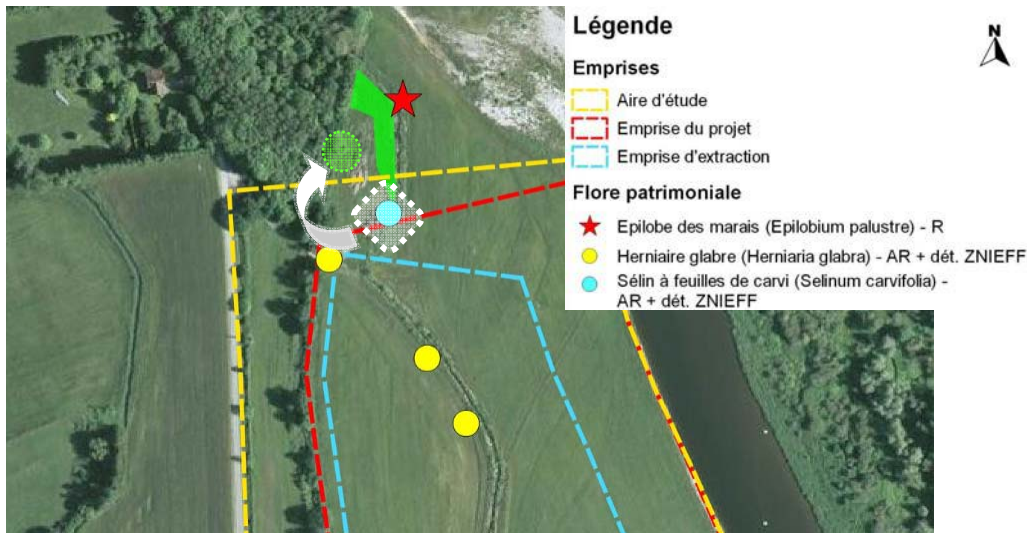 Légende
N
Emprises
Aire d'étude
Emprise du projet
Emprise d'extraction
Flore patrimoniale
Epilobe des marais (Epilobium palustre) - R
Herniaire glabre (Herniaria glabra) - AR + dét. ZNIEFF
Sélin à feuilles de carvi (Selinum carvifolia) -
AR + dét. ZNIEFF